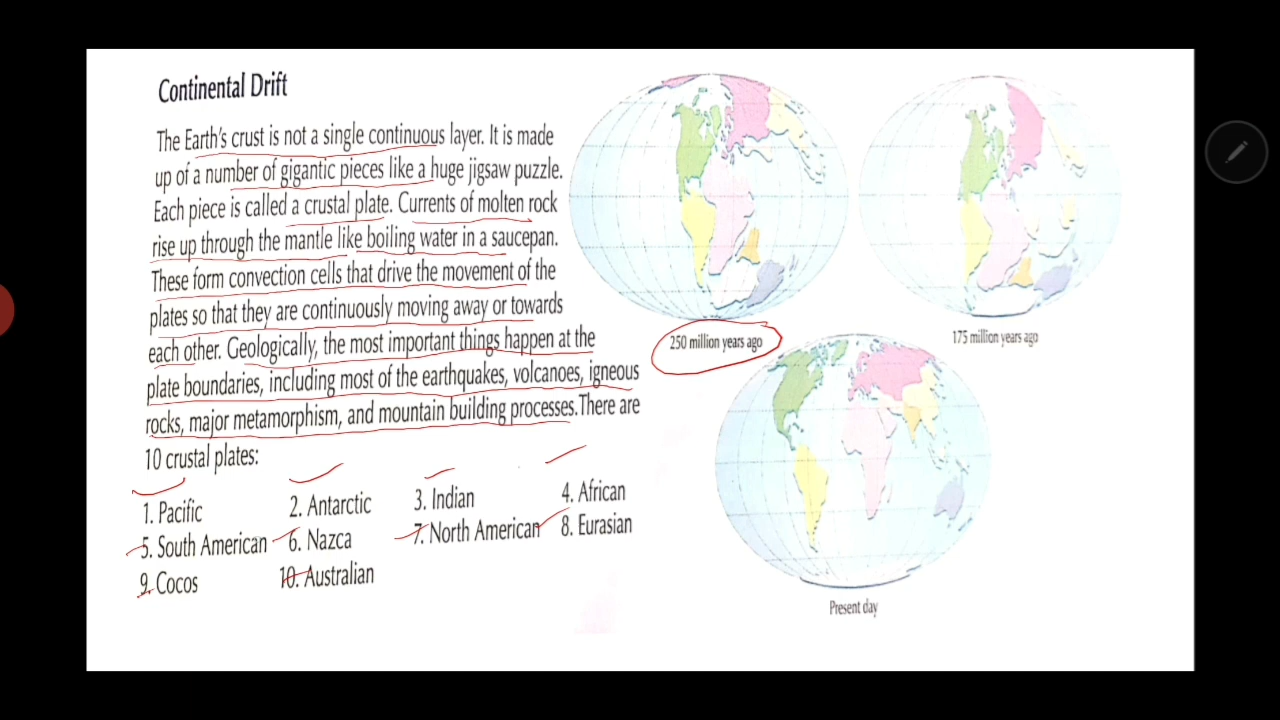 Continental Drift
The Earth's crust is not a single continuous layer. It is made
up of a number of gigantic pieces like a huge jigsaw puzzle.
Each piece is called a crustal plate. Currents of molten rock
rise up through the mantle like boiling water in a saucepan.
These form convection cells that drive the movement of the
plates so that they are continuously moving away or towards
each other. Geologically, the most important things happen at the
plate boundaries, including most of the earthquakes, volcanoes, igneous
rocks, major metamorphism, and mountain building processes.There are
10 crustal plates:
1. Pacific 2. Antarctic 3. Indian 4. African
5. South American 6. Nazca 7. North American 8. Eurasian
9. Cocos 10. Australian
250 million years ago
175 million years ago
Present day